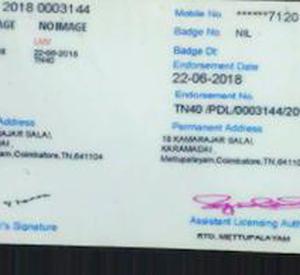 2018 0003144
AGE NO IMAGE
LMV
22-06-2018
TN40
Address
AJAR SALAI,
am,Coimbatore,TN,641104
's Signature
Mobile No ******7120
Badge No NIL
Badge Dt
Endorsement Date
22-06-2018
Endorsement No
TN40 /PDL/0003144/20
Permanent Address
18 KAMARAJAR SALAI,
KARAMADAI,
Mettupalayam,Coimbatore,TN,
Assistant Licensing Auth
RTO, METTUPALAYAM